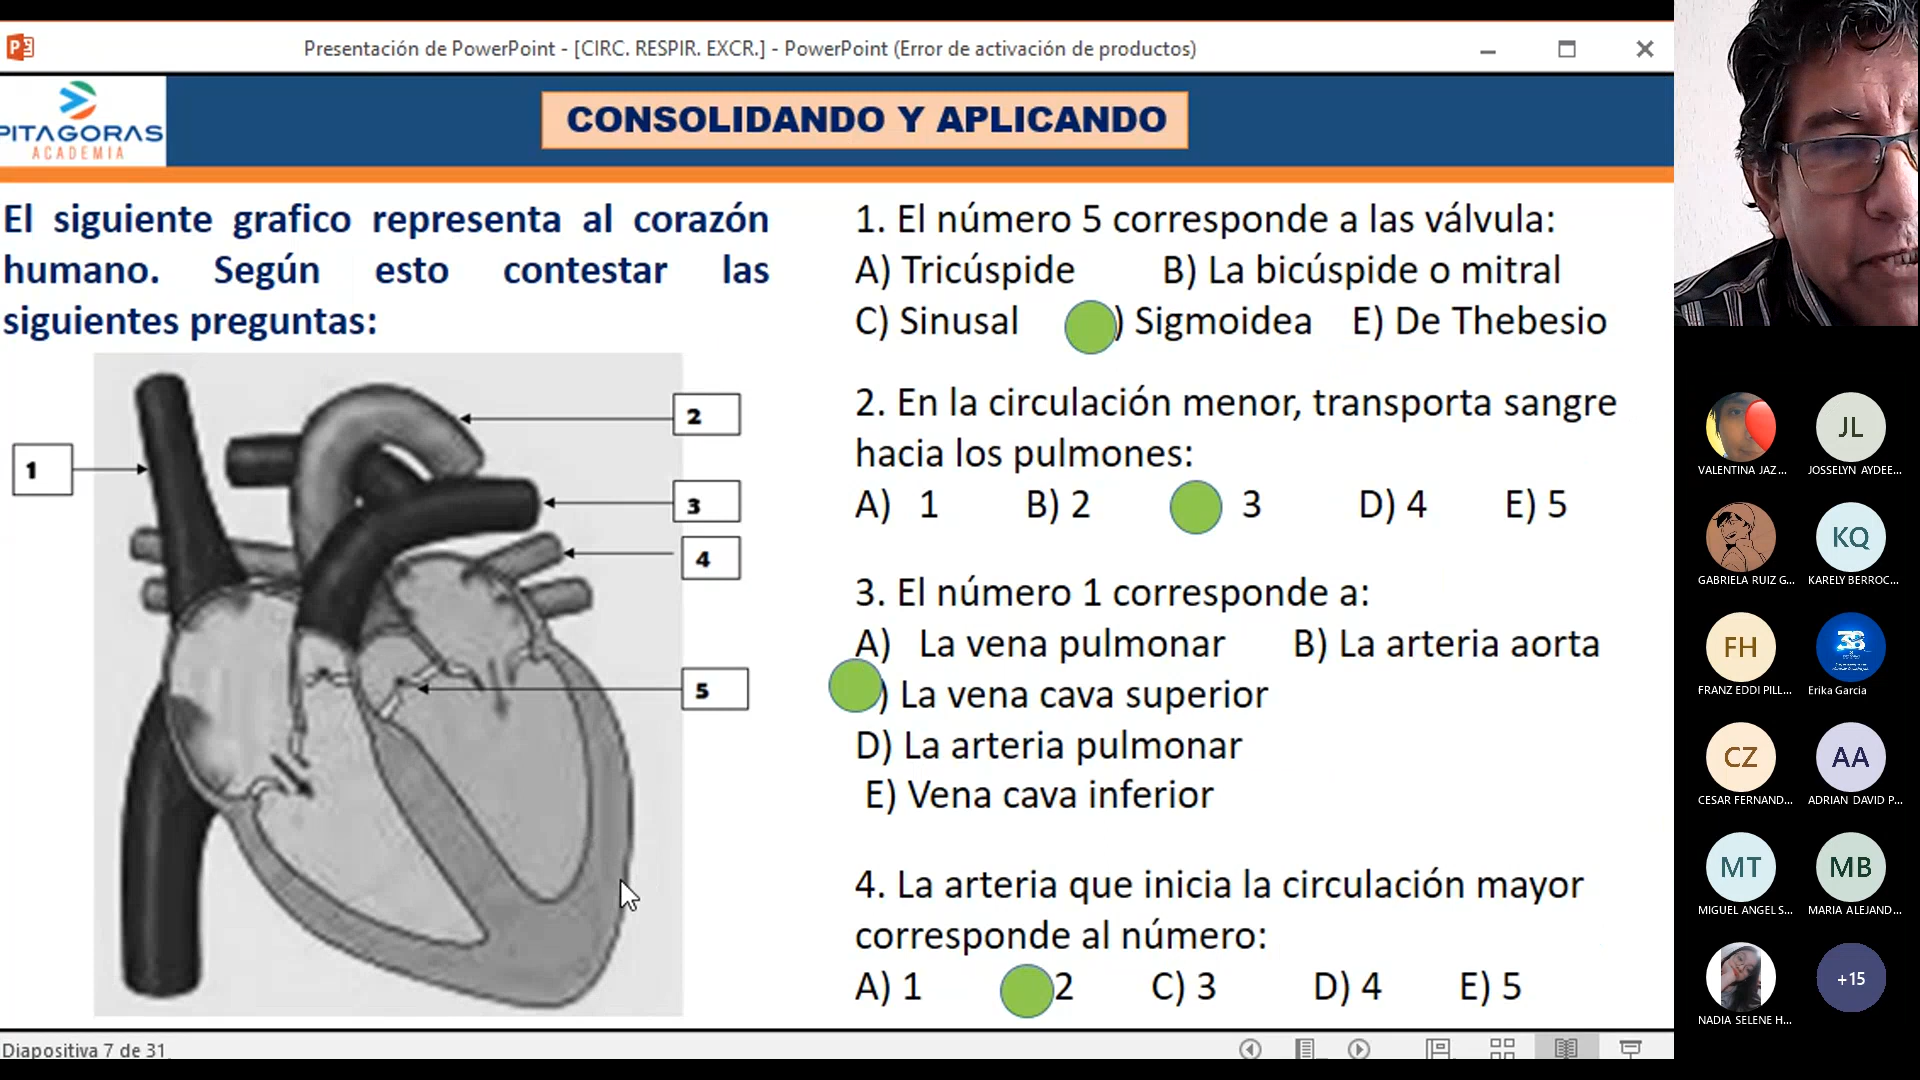 Presentación de PowerPoint - [CIRC. RESPIR. EXCR.] - PowerPoint (Error de activación de productos)
PITAGORAS
ACADEMIA
CONSOLIDANDO Y APLICANDO
El siguiente grafico representa al corazón
humano. Según esto contestar las
siguientes preguntas:
1
2
3
4
5
1. El número 5 corresponde a las válvula:
A) Tricúspide B) La bicúspide o mitral
C) Sinusal ) Sigmoidea E) De Thebesio
2. En la circulación menor, transporta sangre
hacia los pulmones:
A) 1 B) 2 3 D) 4 E) 5
3. El número 1 corresponde a:
A) La vena pulmonar B) La arteria aorta
) La vena cava superior
D) La arteria pulmonar
E) Vena cava inferior
4. La arteria que inicia la circulación mayor
corresponde al número:
A) 1 2 C) 3 D) 4 E) 5
Diapositiva 7 de 31
VALENTINA JAZ...
JL
JOSSELYN AYDEE...
GABRIELA RUIZ G...
KQ
KARELY BERROC...
FH
FRANZ EDDI PILL...
38
Erika Garcia
CZ
CESAR FERNAND...
AA
ADRIAN DAVID P...
MT
MIGUEL ANGEL S...
MB
MARIA ALEJAND...
NADIA SELENE H...
+15